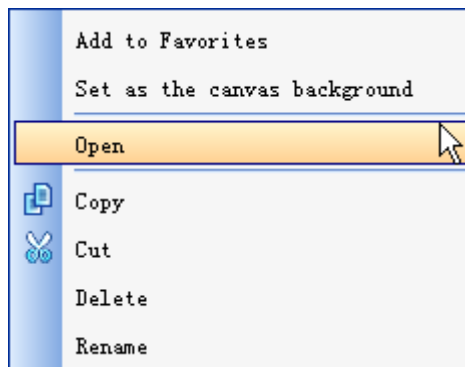 Add to Favorites
Set as the canvas background
Open
Copy
Cut
Delete
Rename